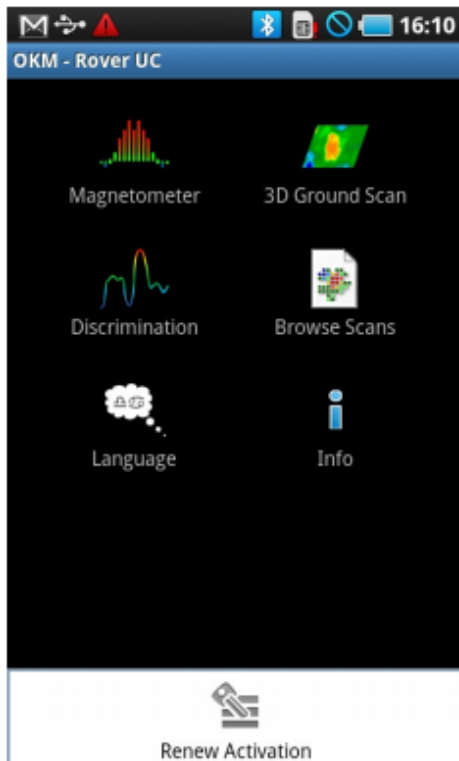 16:10
OKM - Rover UC
Magnetometer 3D Ground Scan
Discrimination Browse Scans
Language Info
Renew Activation